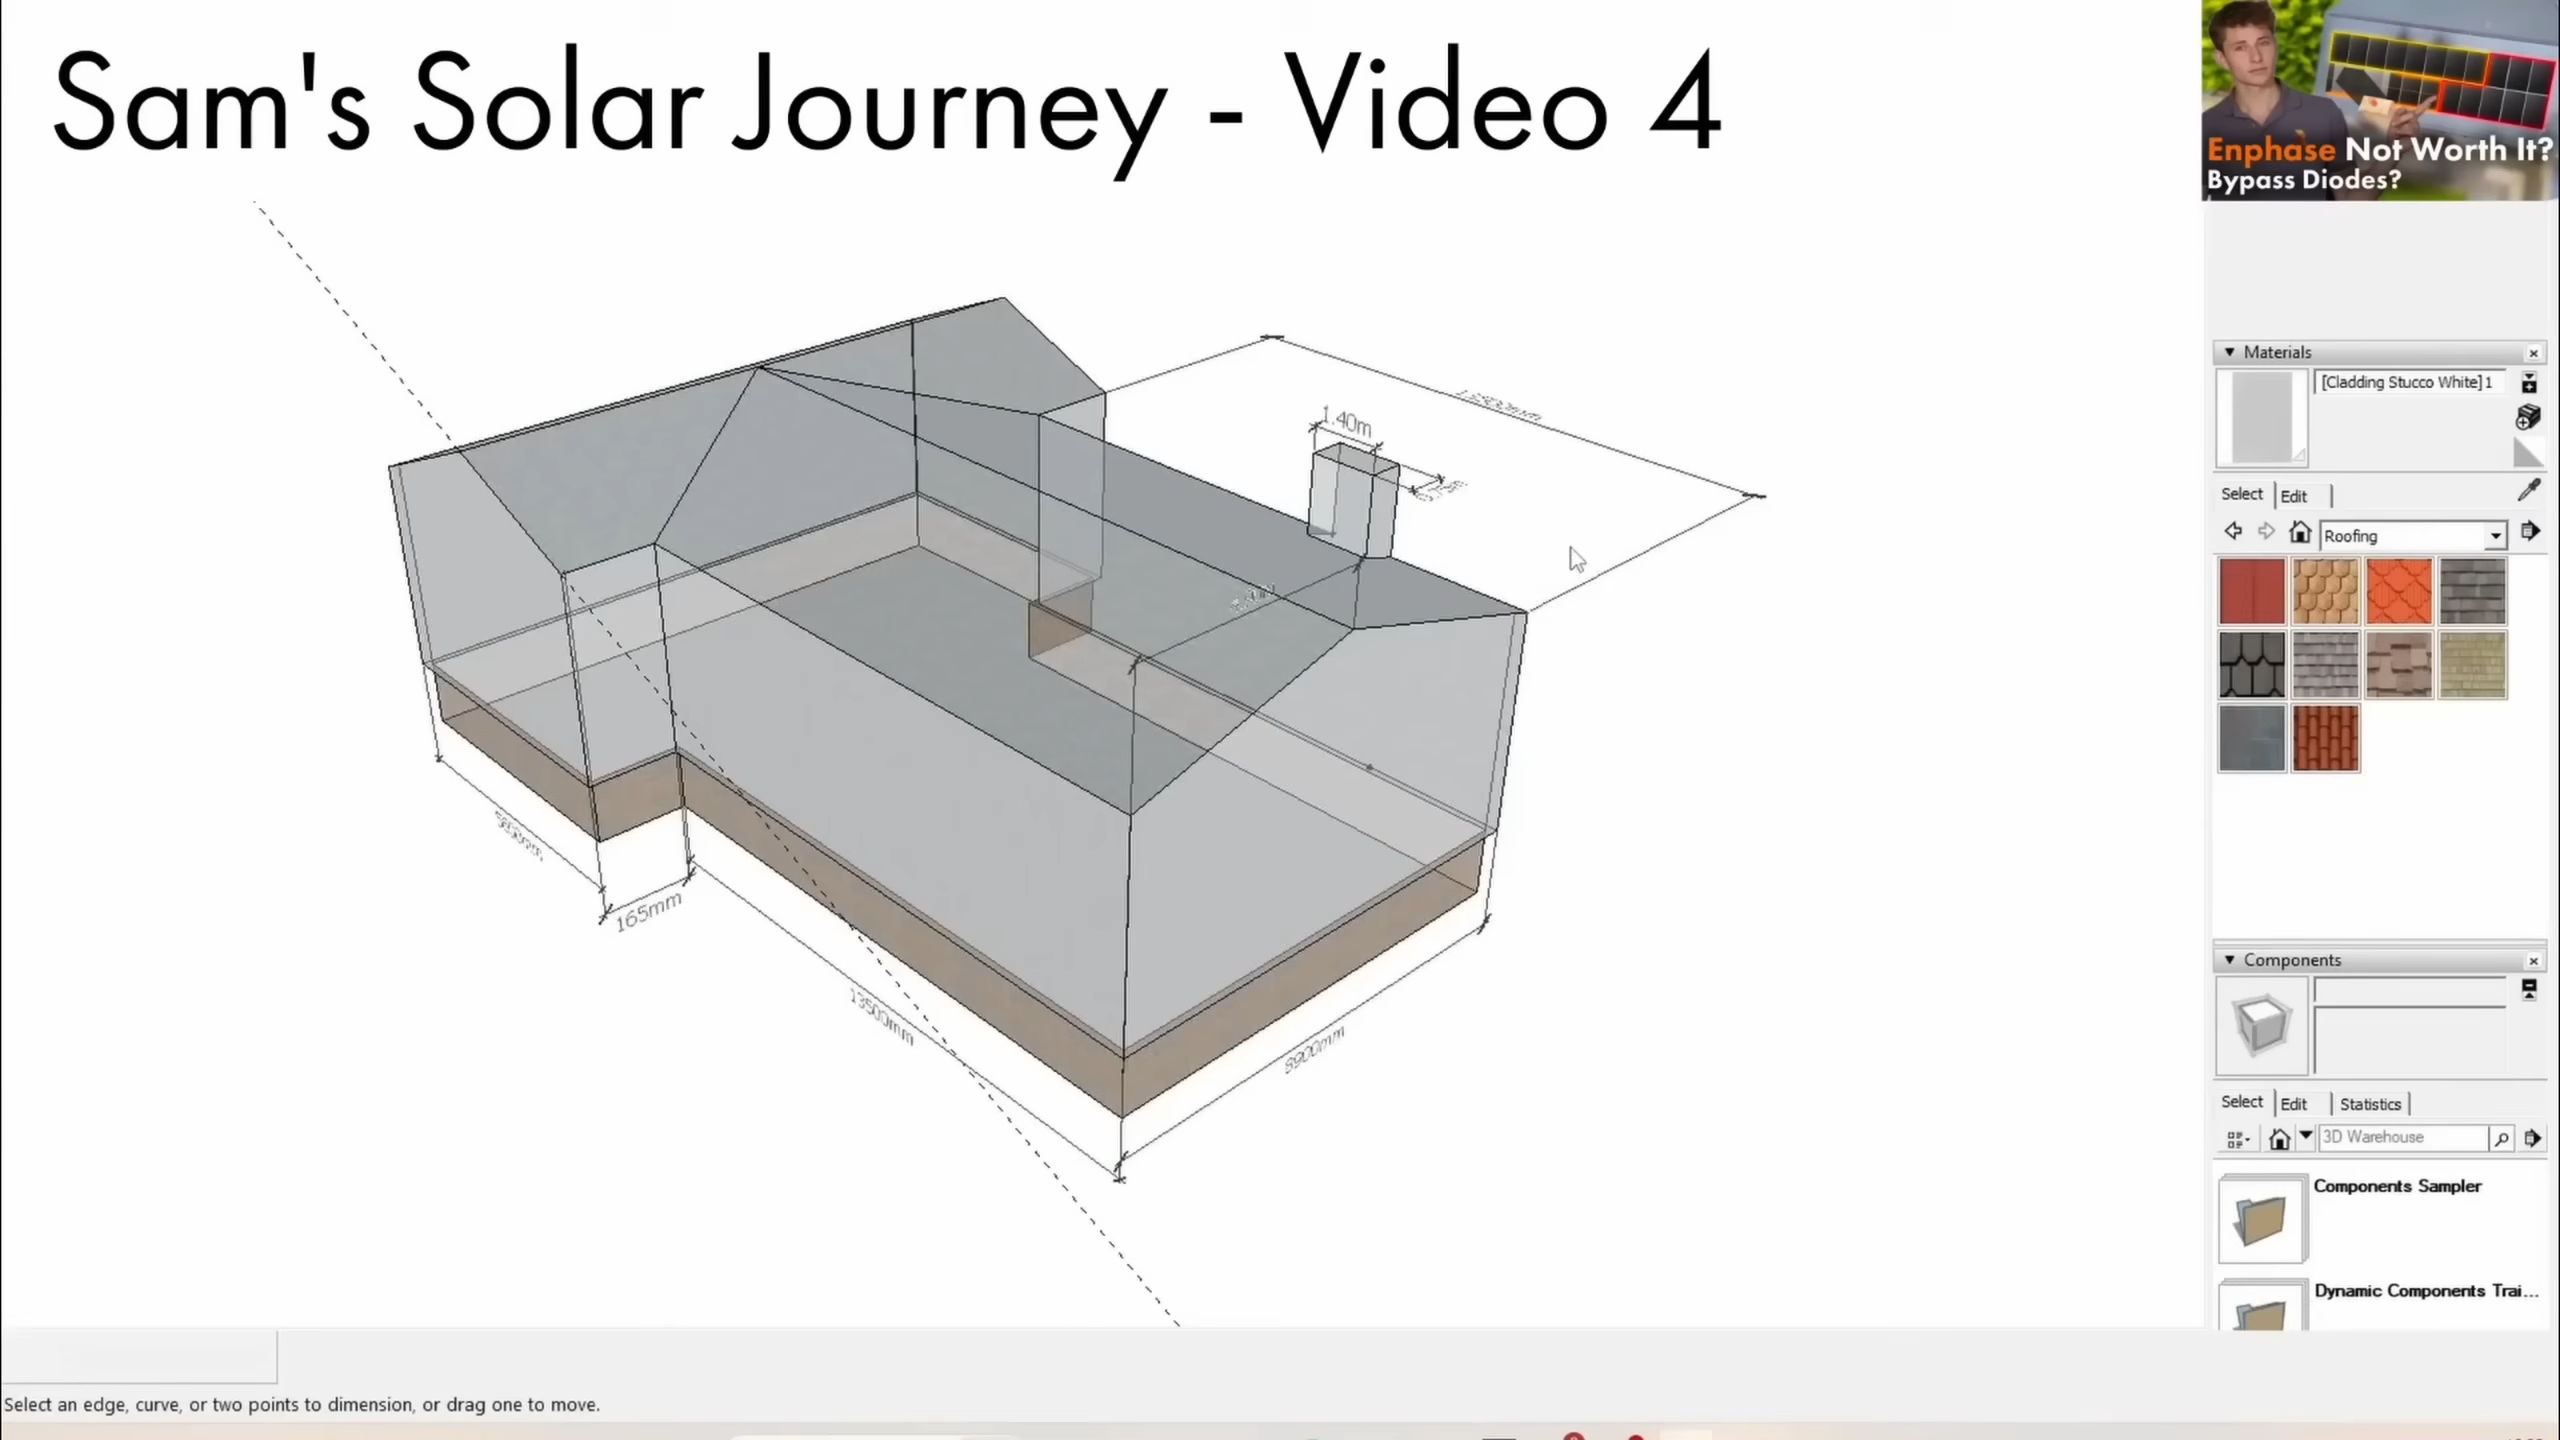 Sam's Solar Journey - Video 4
Enphase Not Worth It?
Bypass Diodes?
Materials
[Cladding Stucco White]1
Select
Edit
Roofing
1.40m
165mm
13500mm
8900mm
Components
Select
Edit
Statistics
3D Warehouse
Components Sampler
Dynamic Components Trai...
Select an edge, curve, or two points to dimension, or drag one to move.